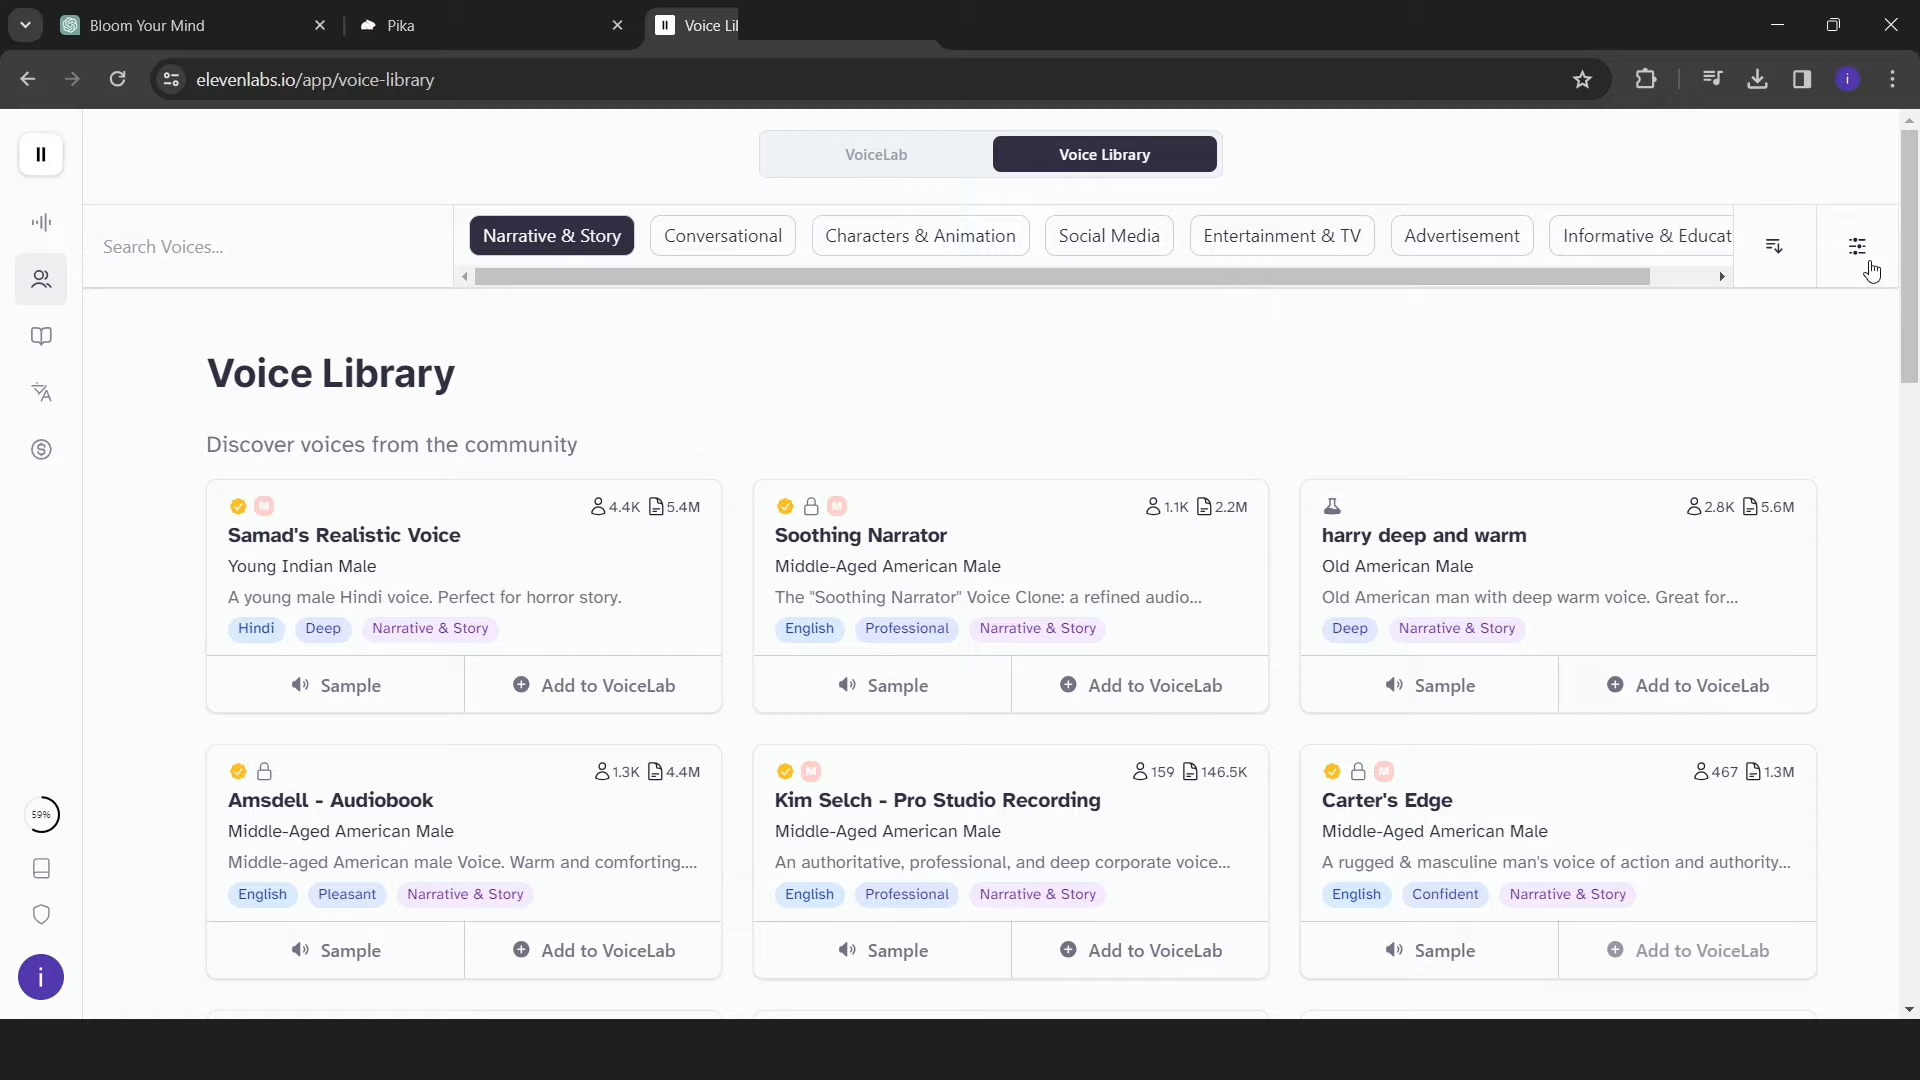 Bloom Your Mind
Pika
Voice Li
elevenlabs.io/app/voice-library
i
VoiceLab
Voice Library
Search Voices...
Narrative & Story
Conversational
Characters & Animation
Social Media
Entertainment & TV
Advertisement
Informative & Educat
Voice Library
Discover voices from the community
M
4.4K
5.4M
Samad's Realistic Voice
Young Indian Male
A young male Hindi voice. Perfect for horror story.
Hindi
Deep
Narrative & Story
Sample
Add to VoiceLab
M
1.1K
2.2M
Soothing Narrator
Middle-Aged American Male
The "Soothing Narrator" Voice Clone: a refined audio...
English
Professional
Narrative & Story
Sample
Add to VoiceLab
2.8K
5.6M
harry deep and warm
Old American Male
Old American man with deep warm voice. Great for...
Deep
Narrative & Story
Sample
Add to VoiceLab
1.3K
4.4M
Amsdell - Audiobook
Middle-Aged American Male
Middle-aged American male Voice. Warm and comforting....
English
Pleasant
Narrative & Story
Sample
Add to VoiceLab
M
159
146.5K
Kim Selch - Pro Studio Recording
Middle-Aged American Male
An authoritative, professional, and deep corporate voice...
English
Professional
Narrative & Story
Sample
Add to VoiceLab
M
467
1.3M
Carter's Edge
Middle-Aged American Male
A rugged & masculine man's voice of action and authority...
English
Confident
Narrative & Story
Sample
Add to VoiceLab
59%
i